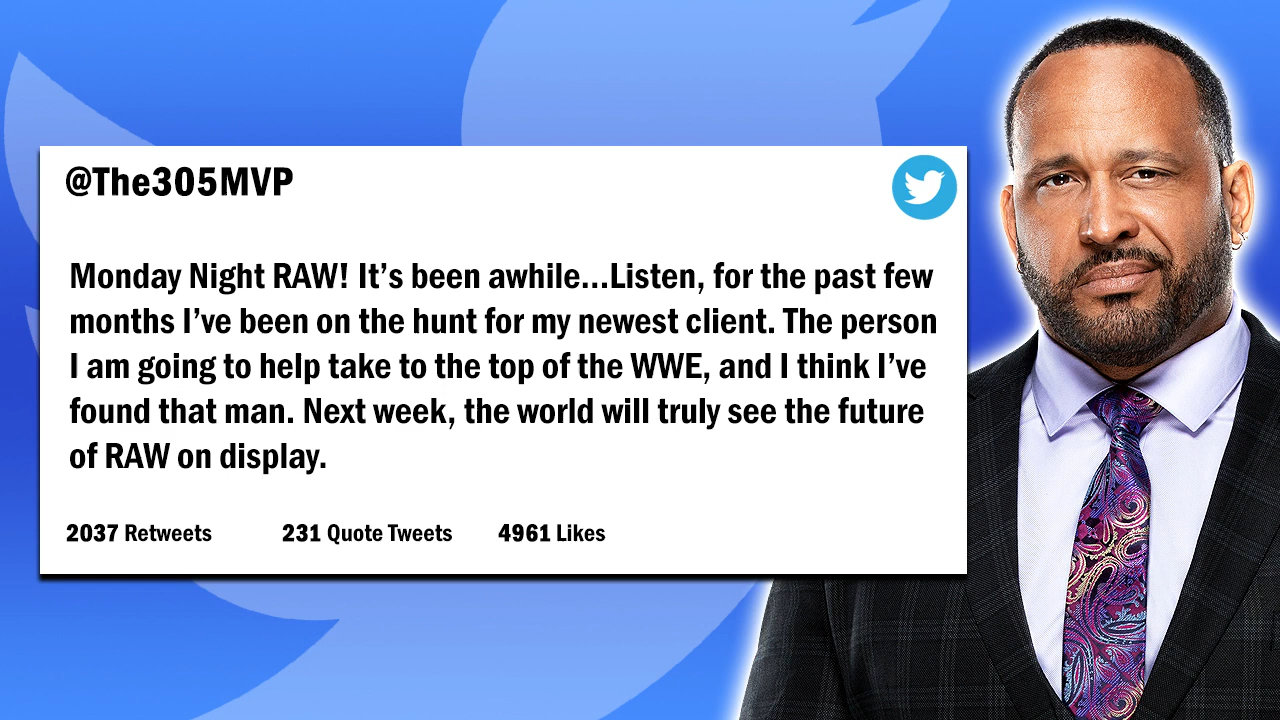 @The305MVP
Monday Night RAW! It’s been awhile...Listen, for the past few
months I’ve been on the hunt for my newest client. The person
I am going to help take to the top of the WWE, and I think I’ve
found that man. Next week, the world will truly see the future
of RAW on display.
2037 Retweets 231 Quote Tweets 4961 Likes